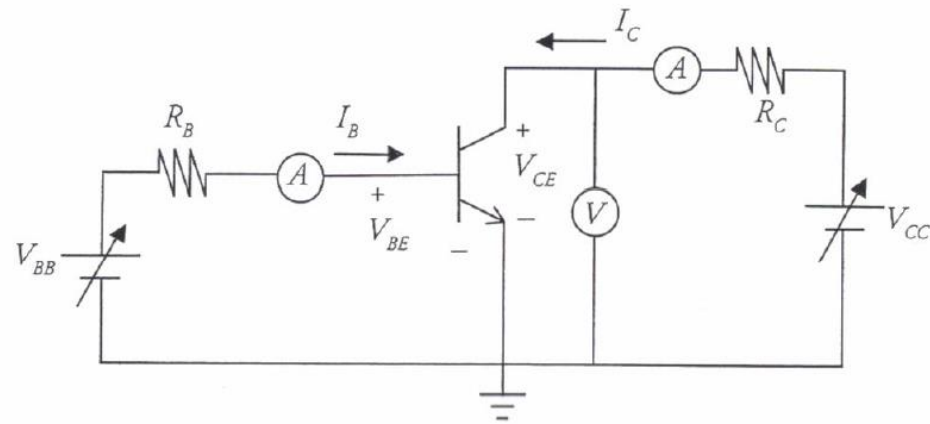 I_C
A
R_C
R_B
I_B
A
+
V_CE
−
+
V_BE
−
V
V_BB
V_CC